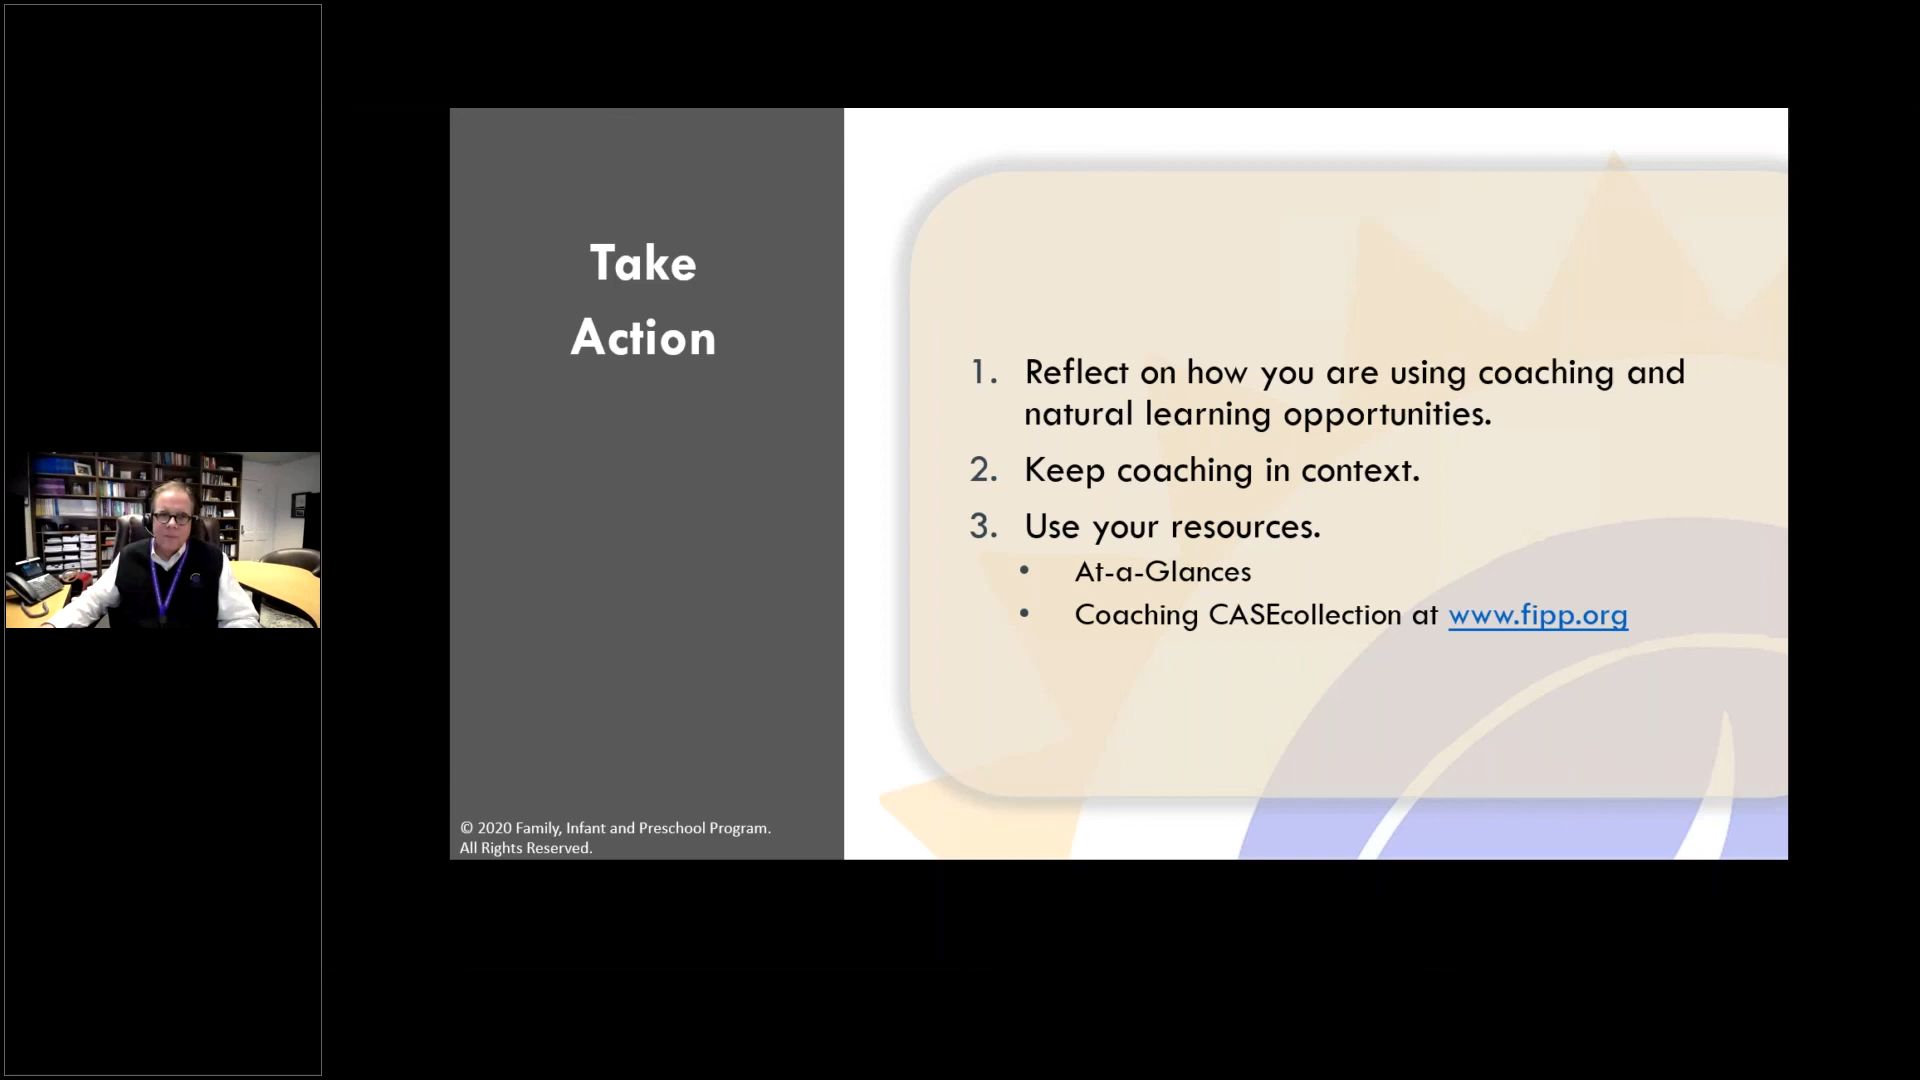 Take
Action
© 2020 Family, Infant and Preschool Program.
All Rights Reserved.
1. Reflect on how you are using coaching and
natural learning opportunities.
2. Keep coaching in context.
3. Use your resources.
• At-a-Glances
• Coaching CASEcollection at www.fipp.org